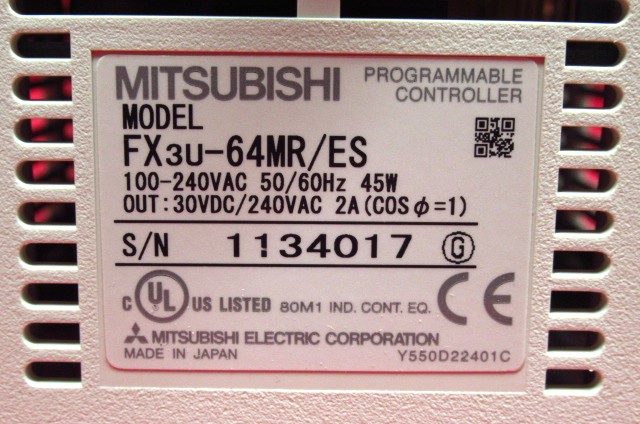 MITSUBISHI PROGRAMMABLE
CONTROLLER
MODEL
FX3U-64MR/ES
100-240VAC 50/60Hz 45W
OUT:30VDC/240VAC 2A(COSφ=1)
S/N 1134017 G
C UL US LISTED 80M1 IND. CONT. EQ. CE
MITSUBISHI ELECTRIC CORPORATION
MADE IN JAPAN Y550D22401C